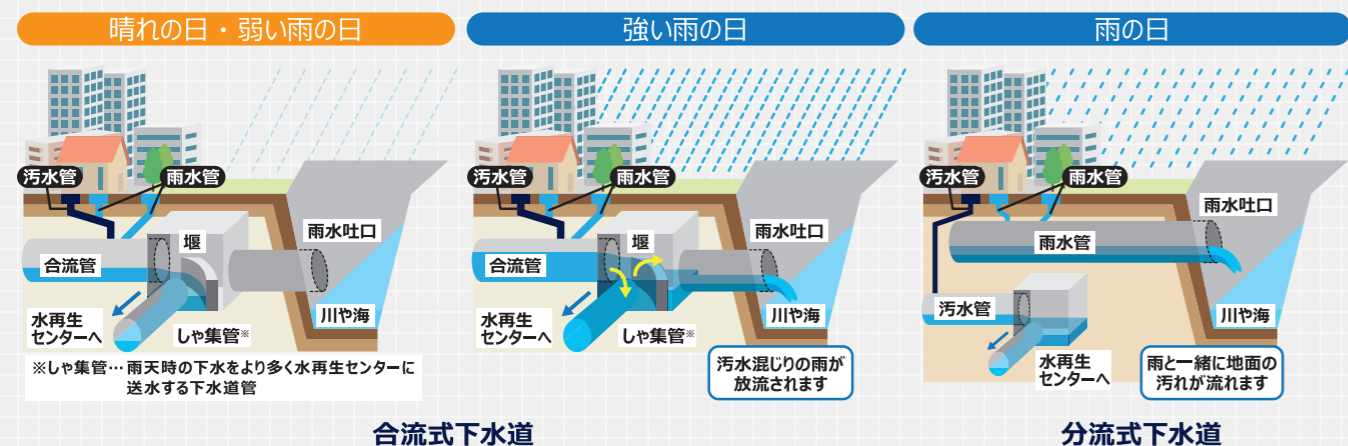 晴れの日・弱い雨の日
汚水管
雨水管
堰
合流管
雨水吐口
水再生
センターへ
しゃ集管※
川や海
※しゃ集管…雨天時の下水をより多く水再生センターに
送水する下水道管
強い雨の日
汚水管
雨水管
堰
合流管
雨水吐口
水再生
センターへ
しゃ集管※
川や海
汚水混じりの雨が
放流されます
合流式下水道
雨の日
汚水管
雨水管
雨水吐口
雨水管
汚水管
川や海
水再生
センターへ
雨と一緒に地面の
汚れが流れます
分流式下水道